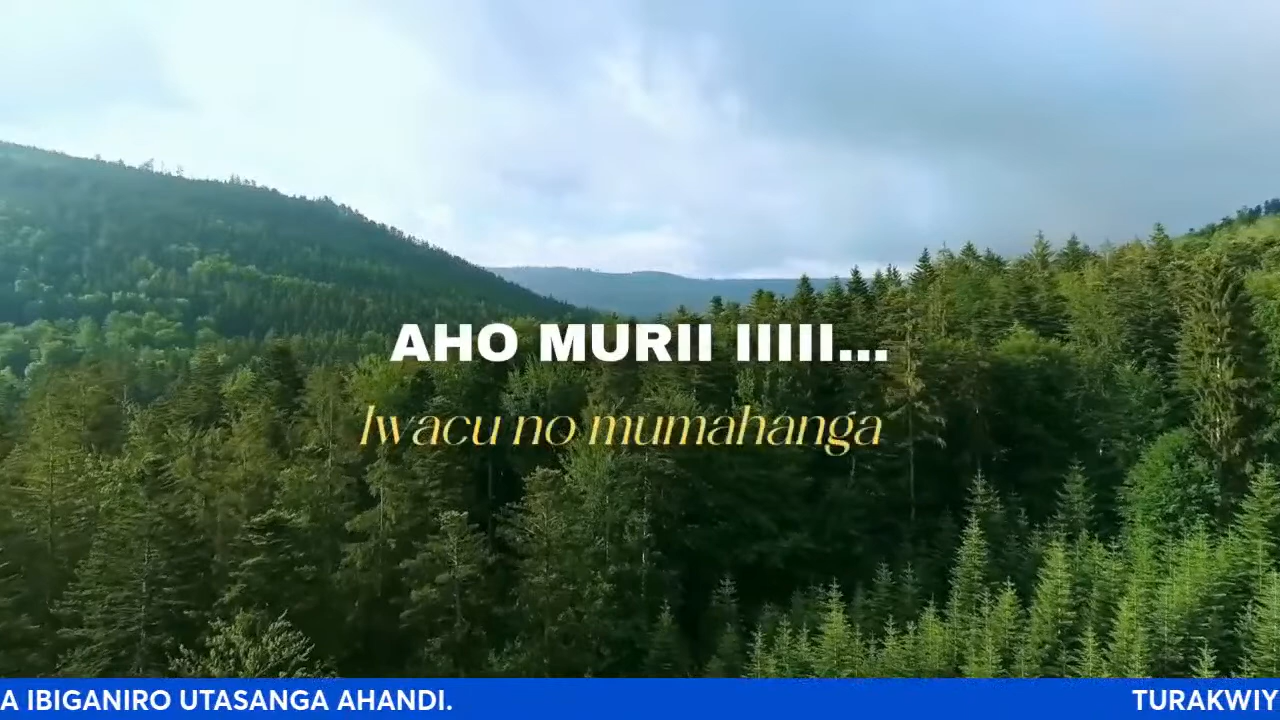 AHO MURII IIIII...
Iwacu no mumahanga
A IBIGANIRO UTASANGA AHANDI.
TURAKWIY